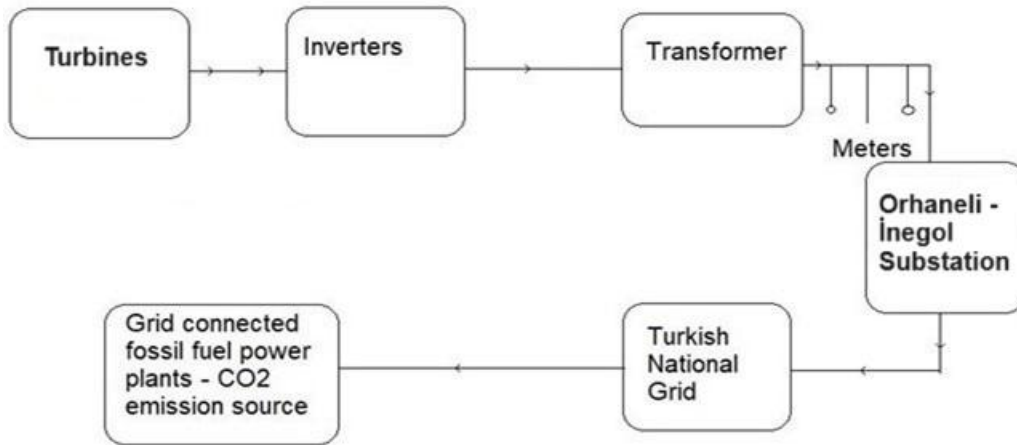 Turbines
Inverters
Transformer
Meters
Orhaneli -
İnegol
Substation
Grid connected
fossil fuel power
plants - CO2
emission source
Turkish
National
Grid